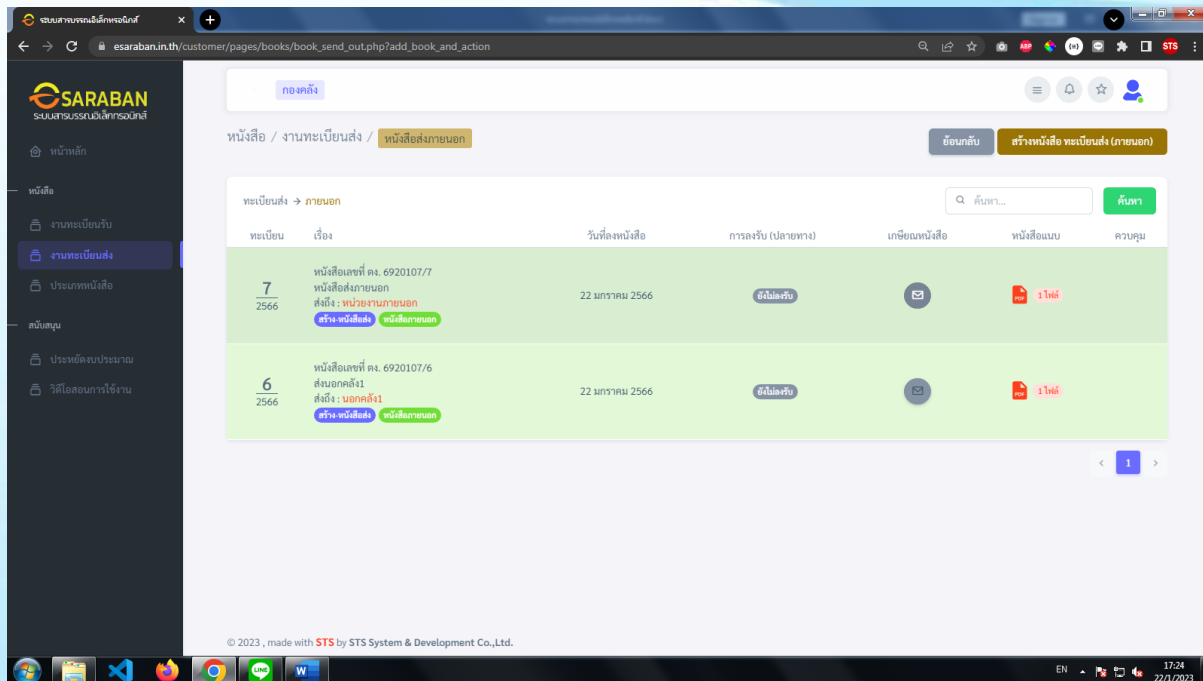 ระบบสารบรรณอิเล็กทรอนิกส์
esaraban.in.th/customer/pages/books/book_send_out.php?add_book_and_action
ABP
STS
SARABAN
ระบบสารบรรณอิเล็กทรอนิกส์
กองคลัง
หน้าหลัก
หนังสือ / งานทะเบียนส่ง / หนังสือส่งภายนอก
ย้อนกลับ
สร้างหนังสือ ทะเบียนส่ง (ภายนอก)
หนังสือ
งานทะเบียนรับ
งานทะเบียนส่ง
ประเภทหนังสือ
สนับสนุน
ประหยัดงบประมาณ
วิดีโอสอนการใช้งาน
ทะเบียนส่ง → ภายนอก
ค้นหา...
ค้นหา
ทะเบียน เรื่อง วันที่ลงหนังสือ การลงรับ (ปลายทาง) เกษียณหนังสือ หนังสือแนบ ควบคุม
7
2566
หนังสือเลขที่ ตง. 6920107/7
หนังสือส่งภายนอก
ส่งถึง : หน่วยงานภายนอก
สร้าง-หนังสือส่ง หนังสือภายนอก
22 มกราคม 2566
ยังไม่ลงรับ
PDF
1 ไฟล์
6
2566
หนังสือเลขที่ ตง. 6920107/6
ส่งนอกคลัง1
ส่งถึง : นอกคลัง1
สร้าง-หนังสือส่ง หนังสือภายนอก
22 มกราคม 2566
ยังไม่ลงรับ
PDF
1 ไฟล์
1
© 2023 , made with STS by STS System & Development Co.,Ltd.
LINE
W
EN
17:24
22/1/2023